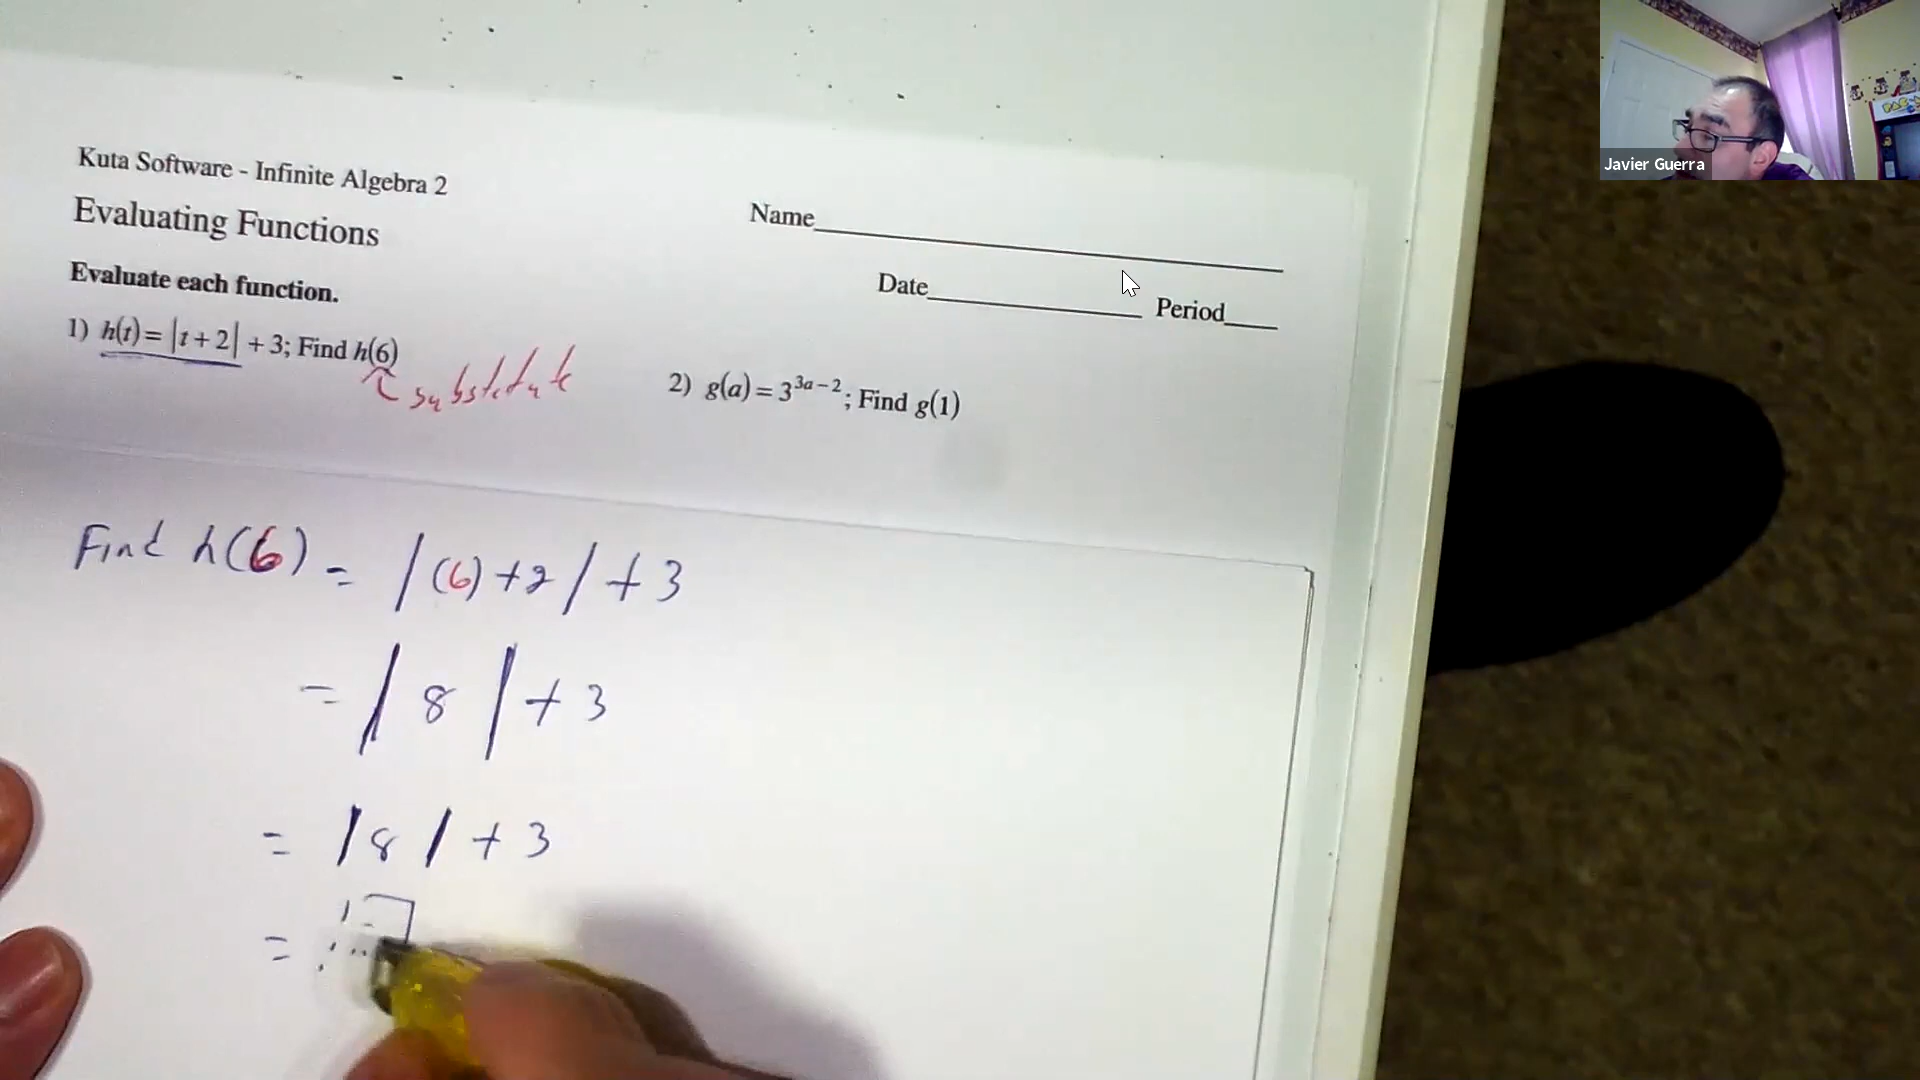 Kuta Software - Infinite Algebra 2
Evaluating Functions
Name
Date Period
Evaluate each function.
1) h(t) = |t + 2| + 3; Find h(6)
substitute
2) g(a) = 3^{3a − 2}; Find g(1)
Find h(6) = |(6) + 2| + 3
= | 8 | + 3
= | 8 | + 3
=
Javier Guerra